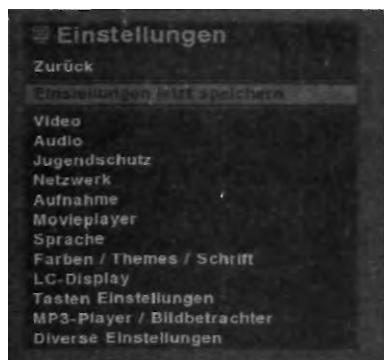 Einstellungen
Zurück
Einstellungen jetzt speichern
Video
Audio
Jugendschutz
Netzwerk
Aufnahme
Movieplayer
Sprache
Farben / Themes / Schrift
LC-Display
Tasten Einstellungen
MP3-Player / Bildbetrachter
Diverse Einstellungen